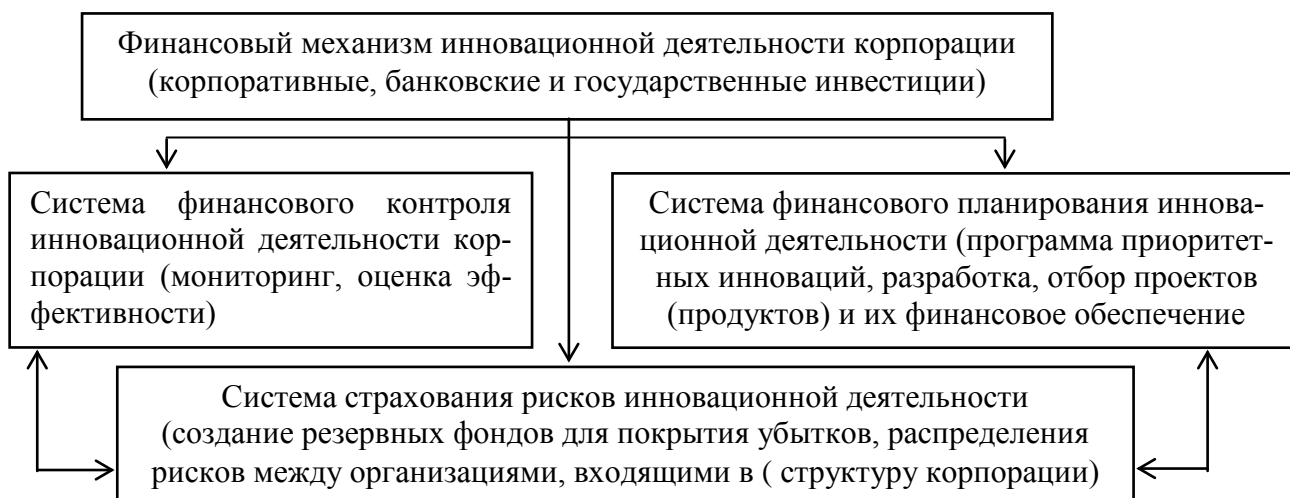 Финансовый механизм инновационной деятельности корпорации
(корпоративные, банковские и государственные инвестиции)
Система финансового контроля
инновационной деятельности кор-
порации (мониторинг, оценка эф-
фективности)
Система финансового планирования иннова-
ционной деятельности (программа приоритет-
ных инноваций, разработка, отбор проектов
(продуктов) и их финансовое обеспечение
Система страхования рисков инновационной деятельности
(создание резервных фондов для покрытия убытков, распределения
рисков между организациями, входящими в ( структуру корпорации)